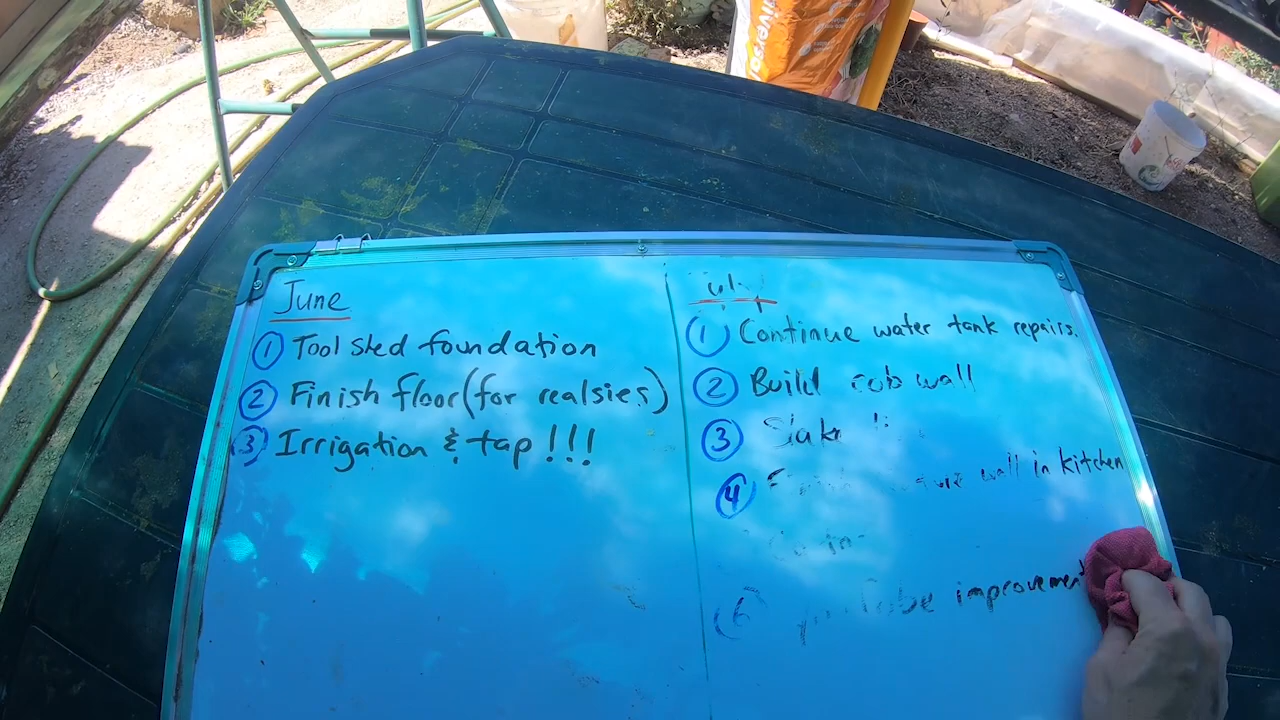 June
① Tool shed foundation
② Finish floor (for realsies)
③ Irrigation & tap!!!
① Continue water tank repairs.
② Build cob wall
③
④ wall in kitchen
6 improvement